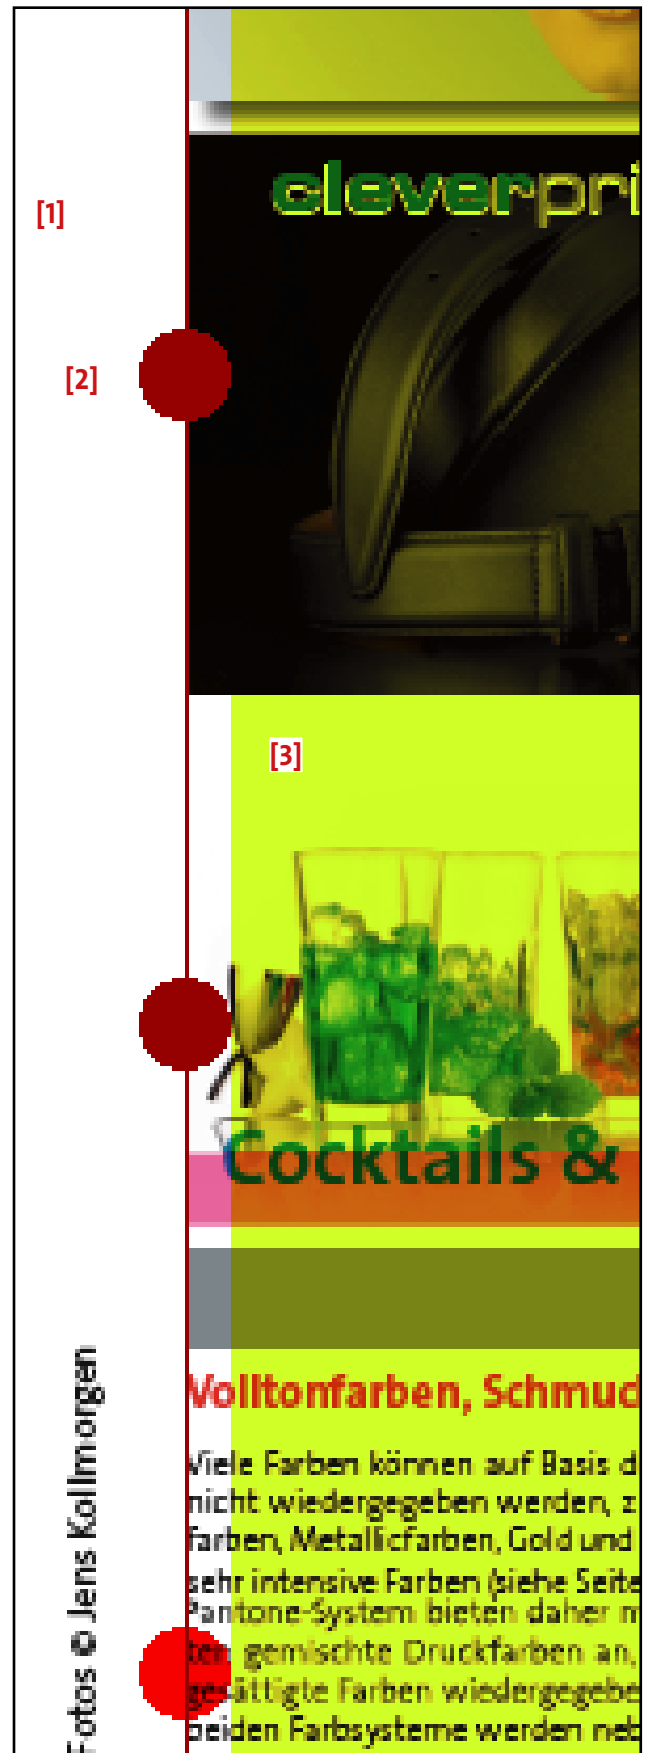 [1]
cleverpri
[2]
[3]
Cocktails &
Volltonfarben, Schmuc
Viele Farben können auf Basis d
nicht wiedergegeben werden, z
farben, Metallicfarben, Gold und
sehr intensive Farben (siehe Seite
Pantone-System bieten daher m
ten gemischte Druckfarben an,
gesättigte Farben wiedergegebe
beiden Farbsysteme werden neb
Fotos © Jens Kollmorgen